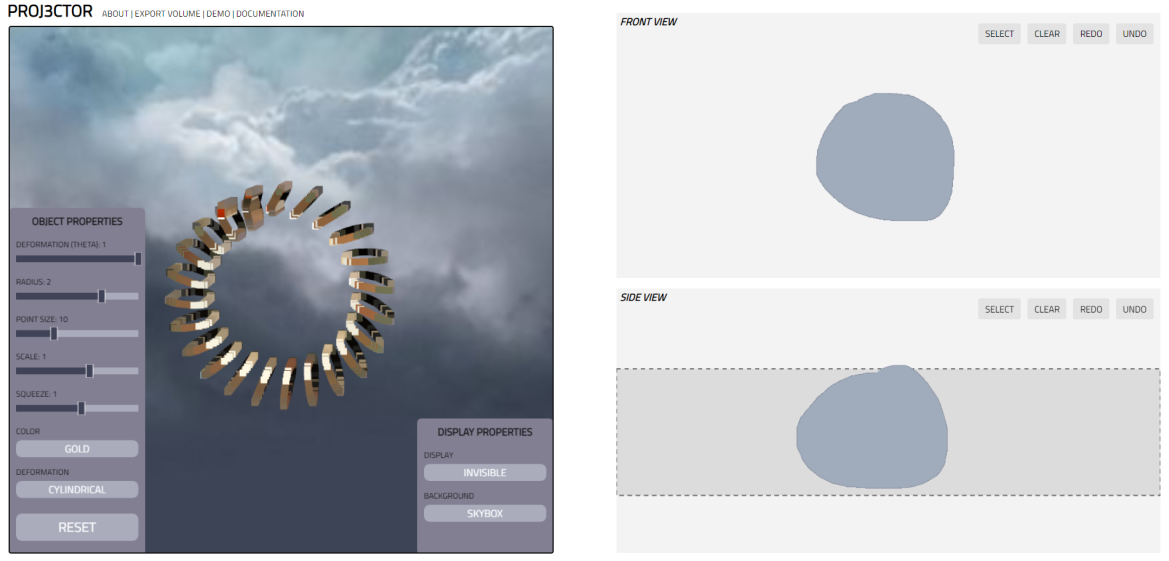 PROJ3CTOR ABOUT | EXPORT VOLUME | DEMO | DOCUMENTATION
OBJECT PROPERTIES
DEFORMATION (THETA): 1
RADIUS: 2
POINT SIZE: 10
SCALE: 1
SQUEEZE: 1
COLOR
GOLD
DEFORMATION
CYLINDRICAL
RESET
DISPLAY PROPERTIES
DISPLAY
INVISIBLE
BACKGROUND
SKYBOX
FRONT VIEW
SELECT CLEAR REDO UNDO
SIDE VIEW
SELECT CLEAR REDO UNDO